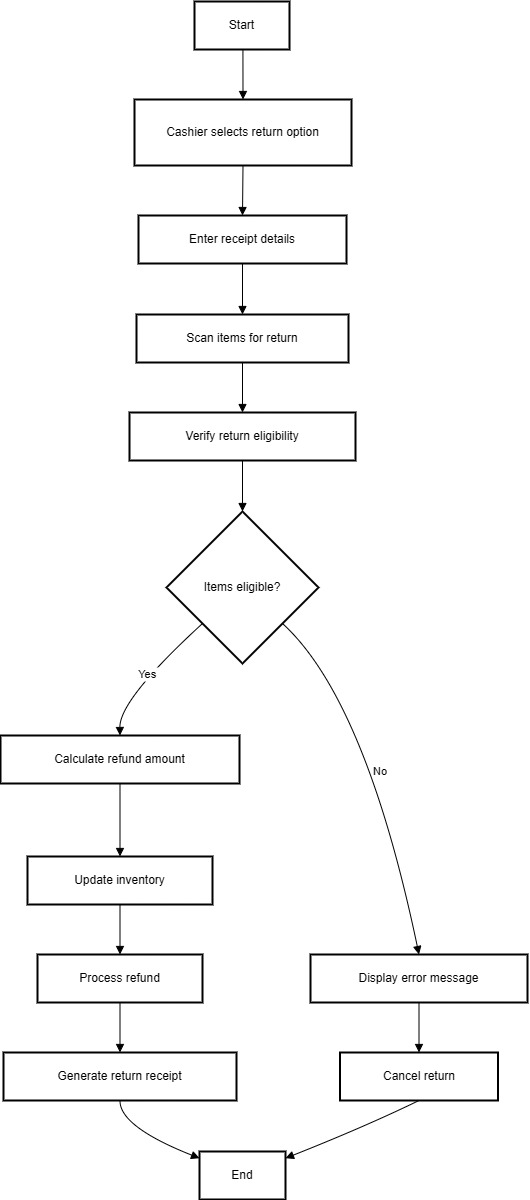 Start
Cashier selects return option
Enter receipt details
Scan items for return
Verify return eligibility
Items eligible?
Yes
No
Calculate refund amount
Update inventory
Process refund
Display error message
Generate return receipt
Cancel return
End